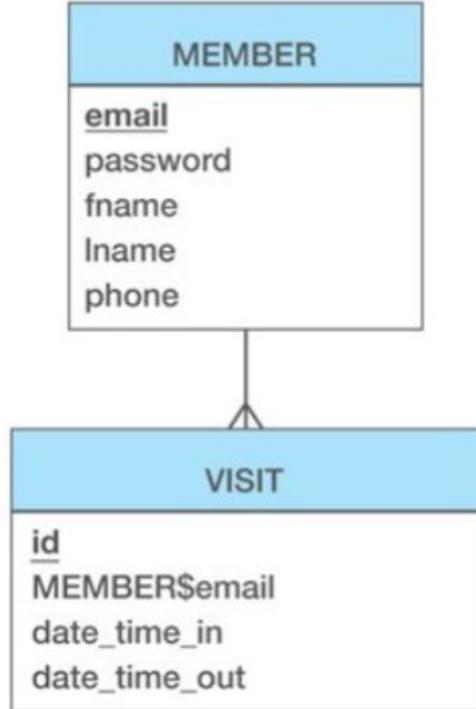 MEMBER
email
password
fname
lname
phone
VISIT
id
MEMBER$email
date_time_in
date_time_out